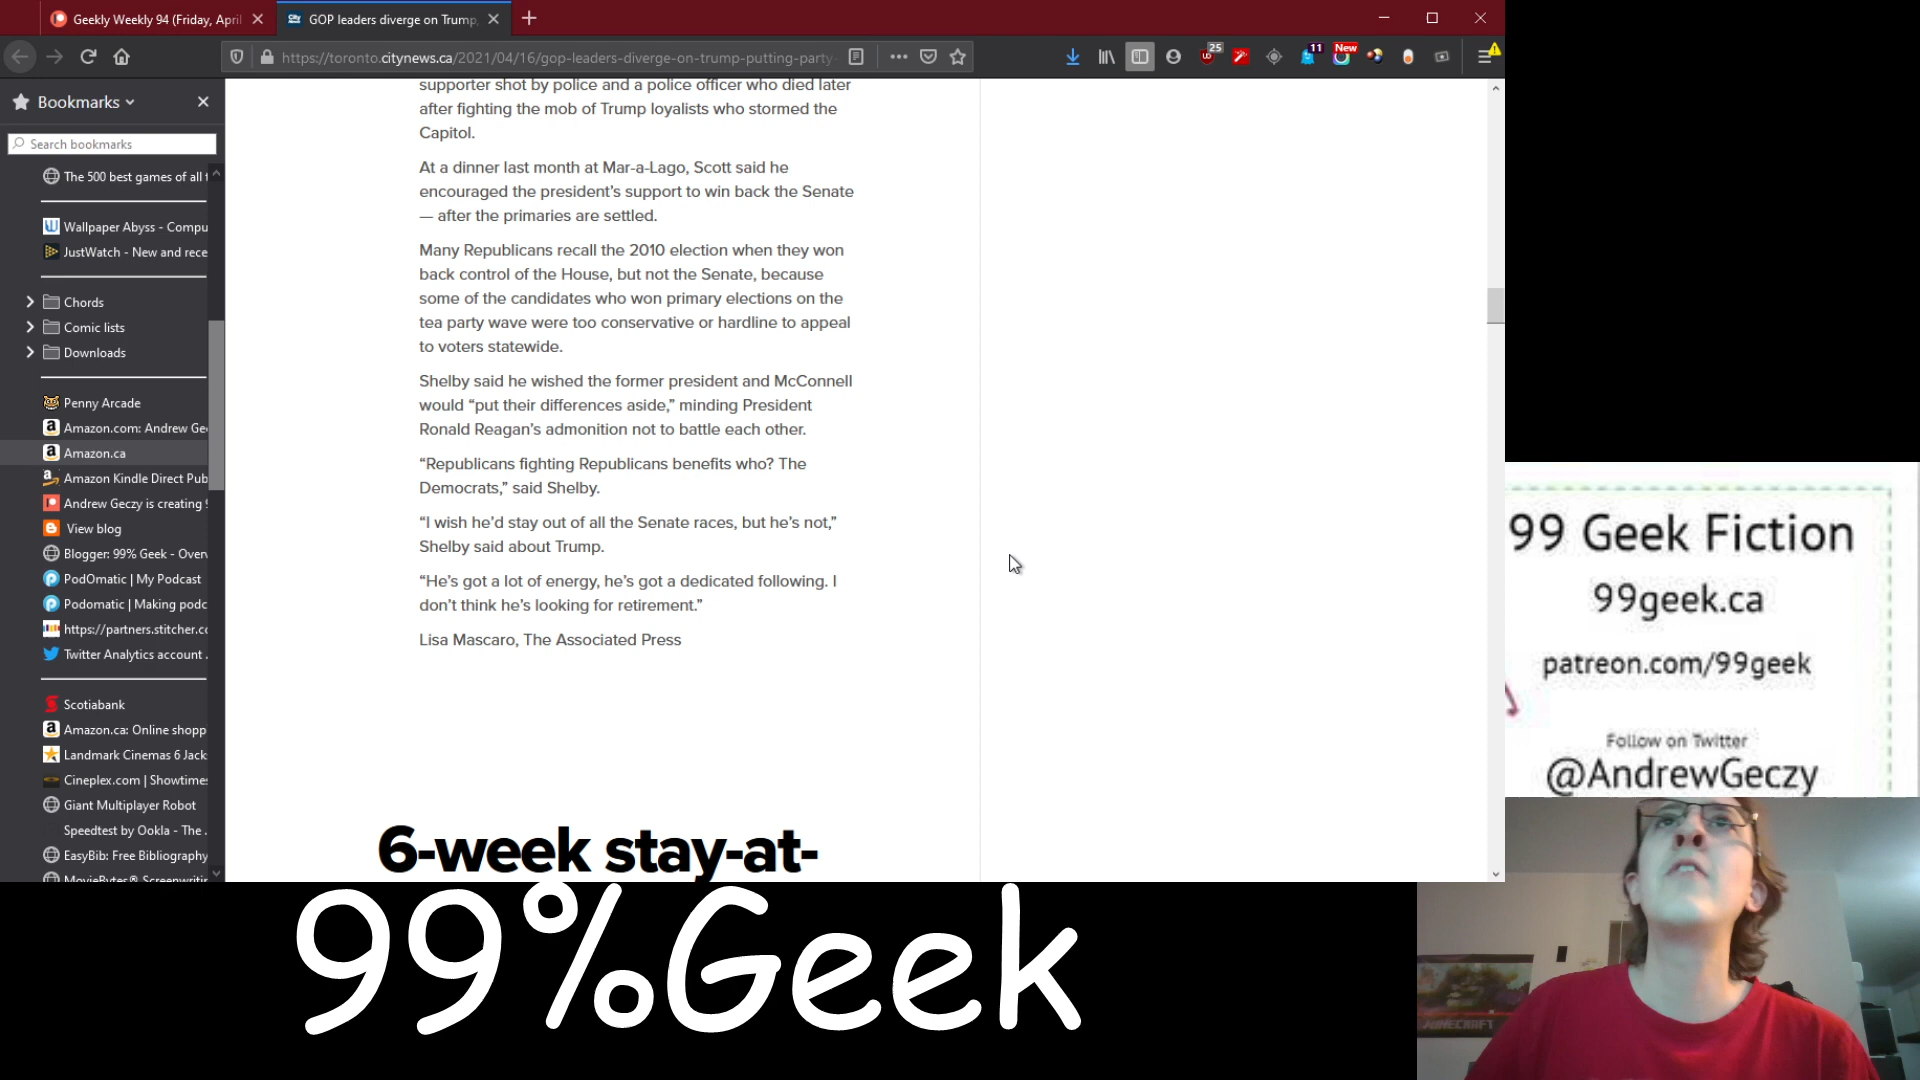 Geekly Weekly 94 (Friday, April
GOP leaders diverge on Trump,
https://toronto.citynews.ca/2021/04/16/gop-leaders-diverge-on-trump-putting-party-
25
11
New
Bookmarks
Search bookmarks
The 500 best games of all t
Wallpaper Abyss - Compu
JustWatch - New and rece
Chords
Comic lists
Downloads
Penny Arcade
Amazon.com: Andrew Ge
Amazon.ca
Amazon Kindle Direct Pub
Andrew Geczy is creating 9
View blog
Blogger: 99% Geek - Overv
PodOmatic | My Podcast
Podomatic | Making podc
https://partners.stitcher.co
Twitter Analytics account .
Scotiabank
Amazon.ca: Online shopp
Landmark Cinemas 6 Jack
Cineplex.com | Showtimes
Giant Multiplayer Robot
Speedtest by Ookla - The .
EasyBib: Free Bibliography
MovieBytes® Screenwritin
supporter shot by police and a police officer who died later
after fighting the mob of Trump loyalists who stormed the
Capitol.
At a dinner last month at Mar-a-Lago, Scott said he
encouraged the president’s support to win back the Senate
— after the primaries are settled.
Many Republicans recall the 2010 election when they won
back control of the House, but not the Senate, because
some of the candidates who won primary elections on the
tea party wave were too conservative or hardline to appeal
to voters statewide.
Shelby said he wished the former president and McConnell
would “put their differences aside,” minding President
Ronald Reagan’s admonition not to battle each other.
“Republicans fighting Republicans benefits who? The
Democrats,” said Shelby.
“I wish he’d stay out of all the Senate races, but he’s not,”
Shelby said about Trump.
“He’s got a lot of energy, he’s got a dedicated following. I
don’t think he’s looking for retirement.”
Lisa Mascaro, The Associated Press
6-week stay-at-
99 Geek Fiction
99geek.ca
patreon.com/99geek
Follow on Twitter
@AndrewGeczy
99%Geek
MINECRAFT